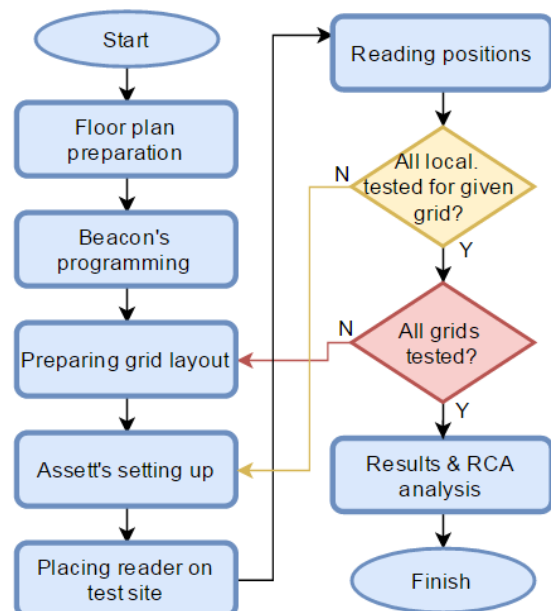 Start
Floor plan
preparation
Beacon's
programming
Preparing grid layout
Assett's setting up
Placing reader on
test site
Reading positions
All local.
tested for given
grid?
N
Y
All grids
tested?
N
Y
Results & RCA
analysis
Finish